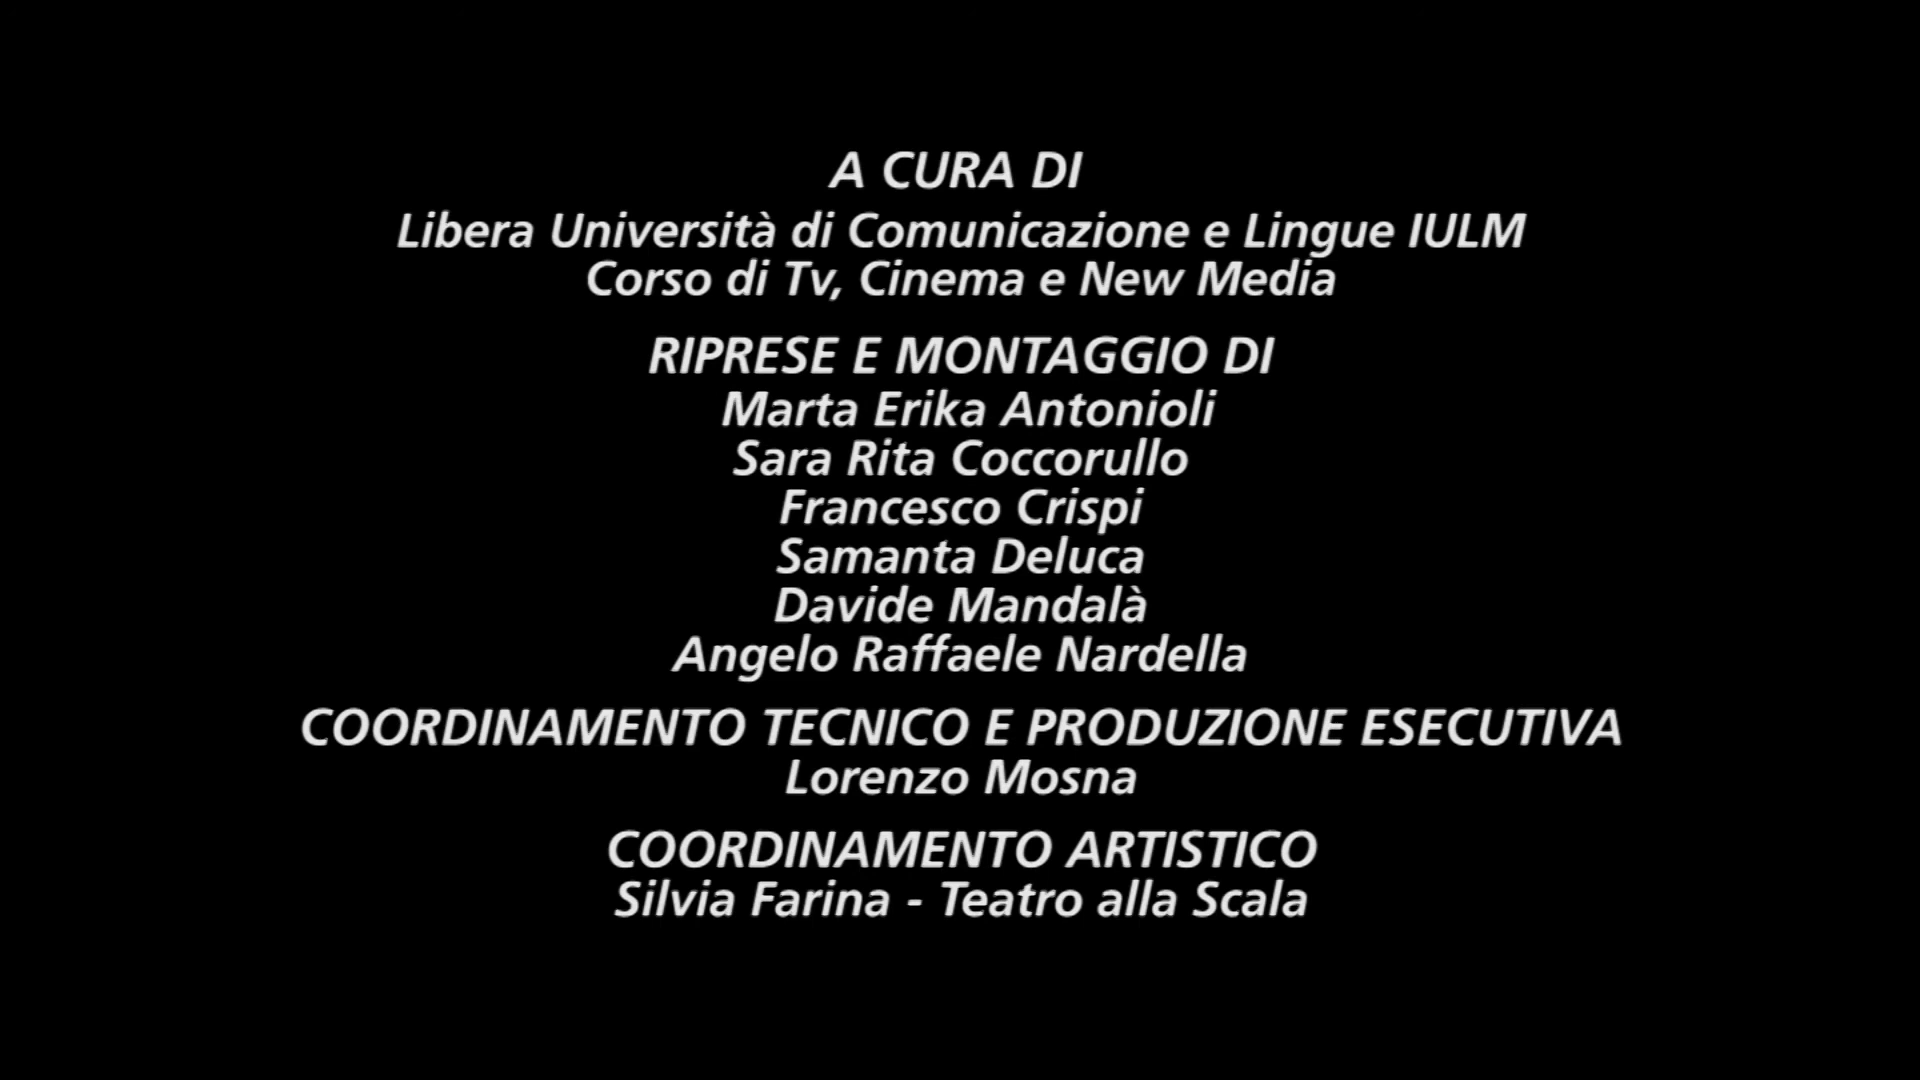 A CURA DI
Libera Università di Comunicazione e Lingue IULM
Corso di Tv, Cinema e New Media
RIPRESE E MONTAGGIO DI
Marta Erika Antonioli
Sara Rita Coccorullo
Francesco Crispi
Samanta Deluca
Davide Mandalà
Angelo Raffaele Nardella
COORDINAMENTO TECNICO E PRODUZIONE ESECUTIVA
Lorenzo Mosna
COORDINAMENTO ARTISTICO
Silvia Farina - Teatro alla Scala